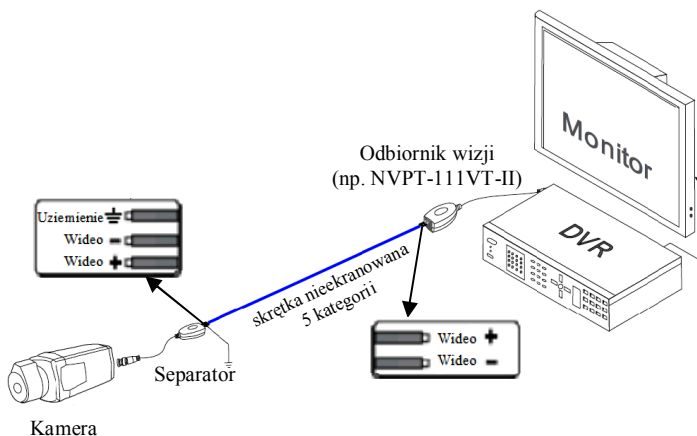 Monitor
Odbiornik wizji
(np. NVPT-111VT-II)
DVR
Uziemienie
Wideo -
Wideo +
skrętka nieekranowana
5 kategorii
Wideo +
Wideo -
Separator
Kamera